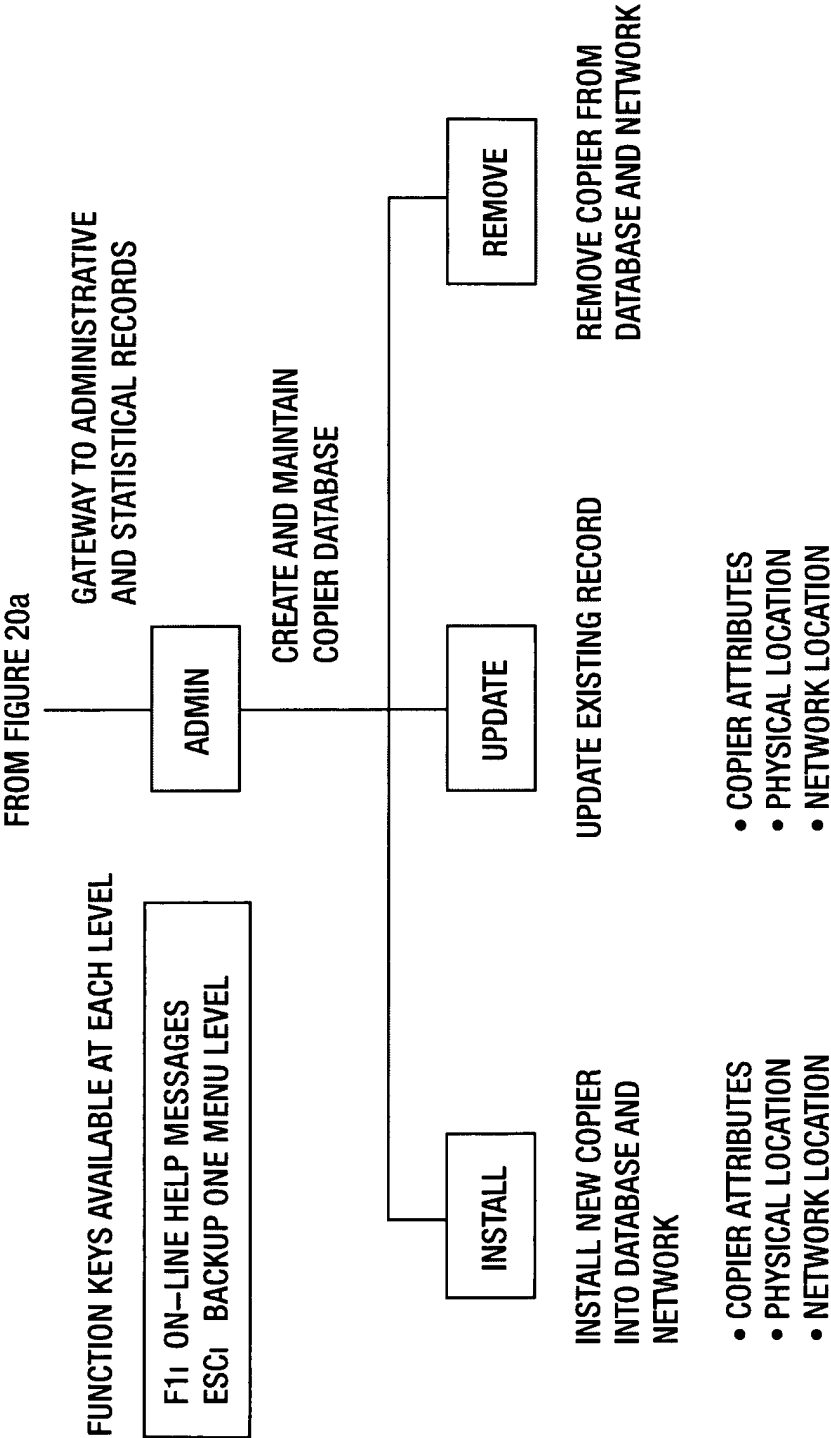 FROM FIGURE 20a
FUNCTION KEYS AVAILABLE AT EACH LEVEL
F1ı ON–LINE HELP MESSAGES
ESCı BACKUP ONE MENU LEVEL
GATEWAY TO ADMINISTRATIVE
AND STATISTICAL RECORDS
ADMIN
CREATE AND MAINTAIN
COPIER DATABASE
INSTALL
INSTALL NEW COPIER
INTO DATABASE AND
NETWORK
• COPIER ATTRIBUTES
• PHYSICAL LOCATION
• NETWORK LOCATION
UPDATE
UPDATE EXISTING RECORD
• COPIER ATTRIBUTES
• PHYSICAL LOCATION
• NETWORK LOCATION
REMOVE
REMOVE COPIER FROM
DATABASE AND NETWORK